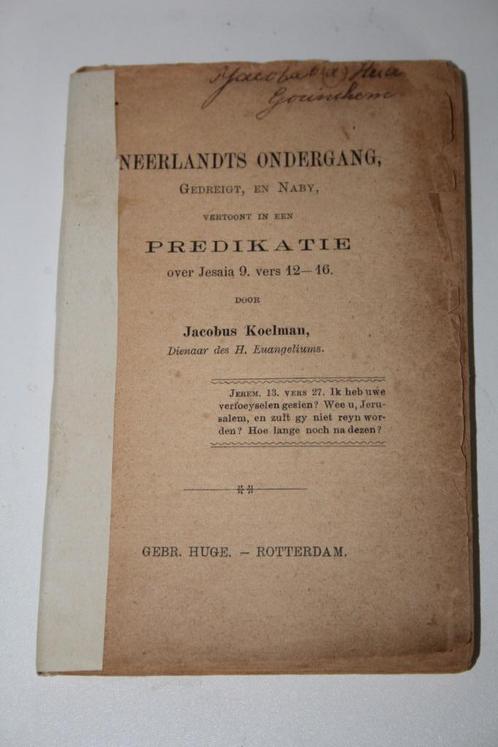 Gorinchem
NEERLANDTS ONDERGANG,
GEDREIGT, EN NABY,
VERTOONT IN EEN
PREDIKATIE
over Jesaia 9. vers 12—16.
DOOR
Jacobus Koelman,
Dienaar des H. Euangeliums.
JEREM. 13. VERS 27. Ik heb uwe
verfoeyselen gesien? Wee u, Jeru-
salem, en zult gy niet reyn wor-
den? Hoe lange noch na dezen?
GEBR. HUGE. — ROTTERDAM.